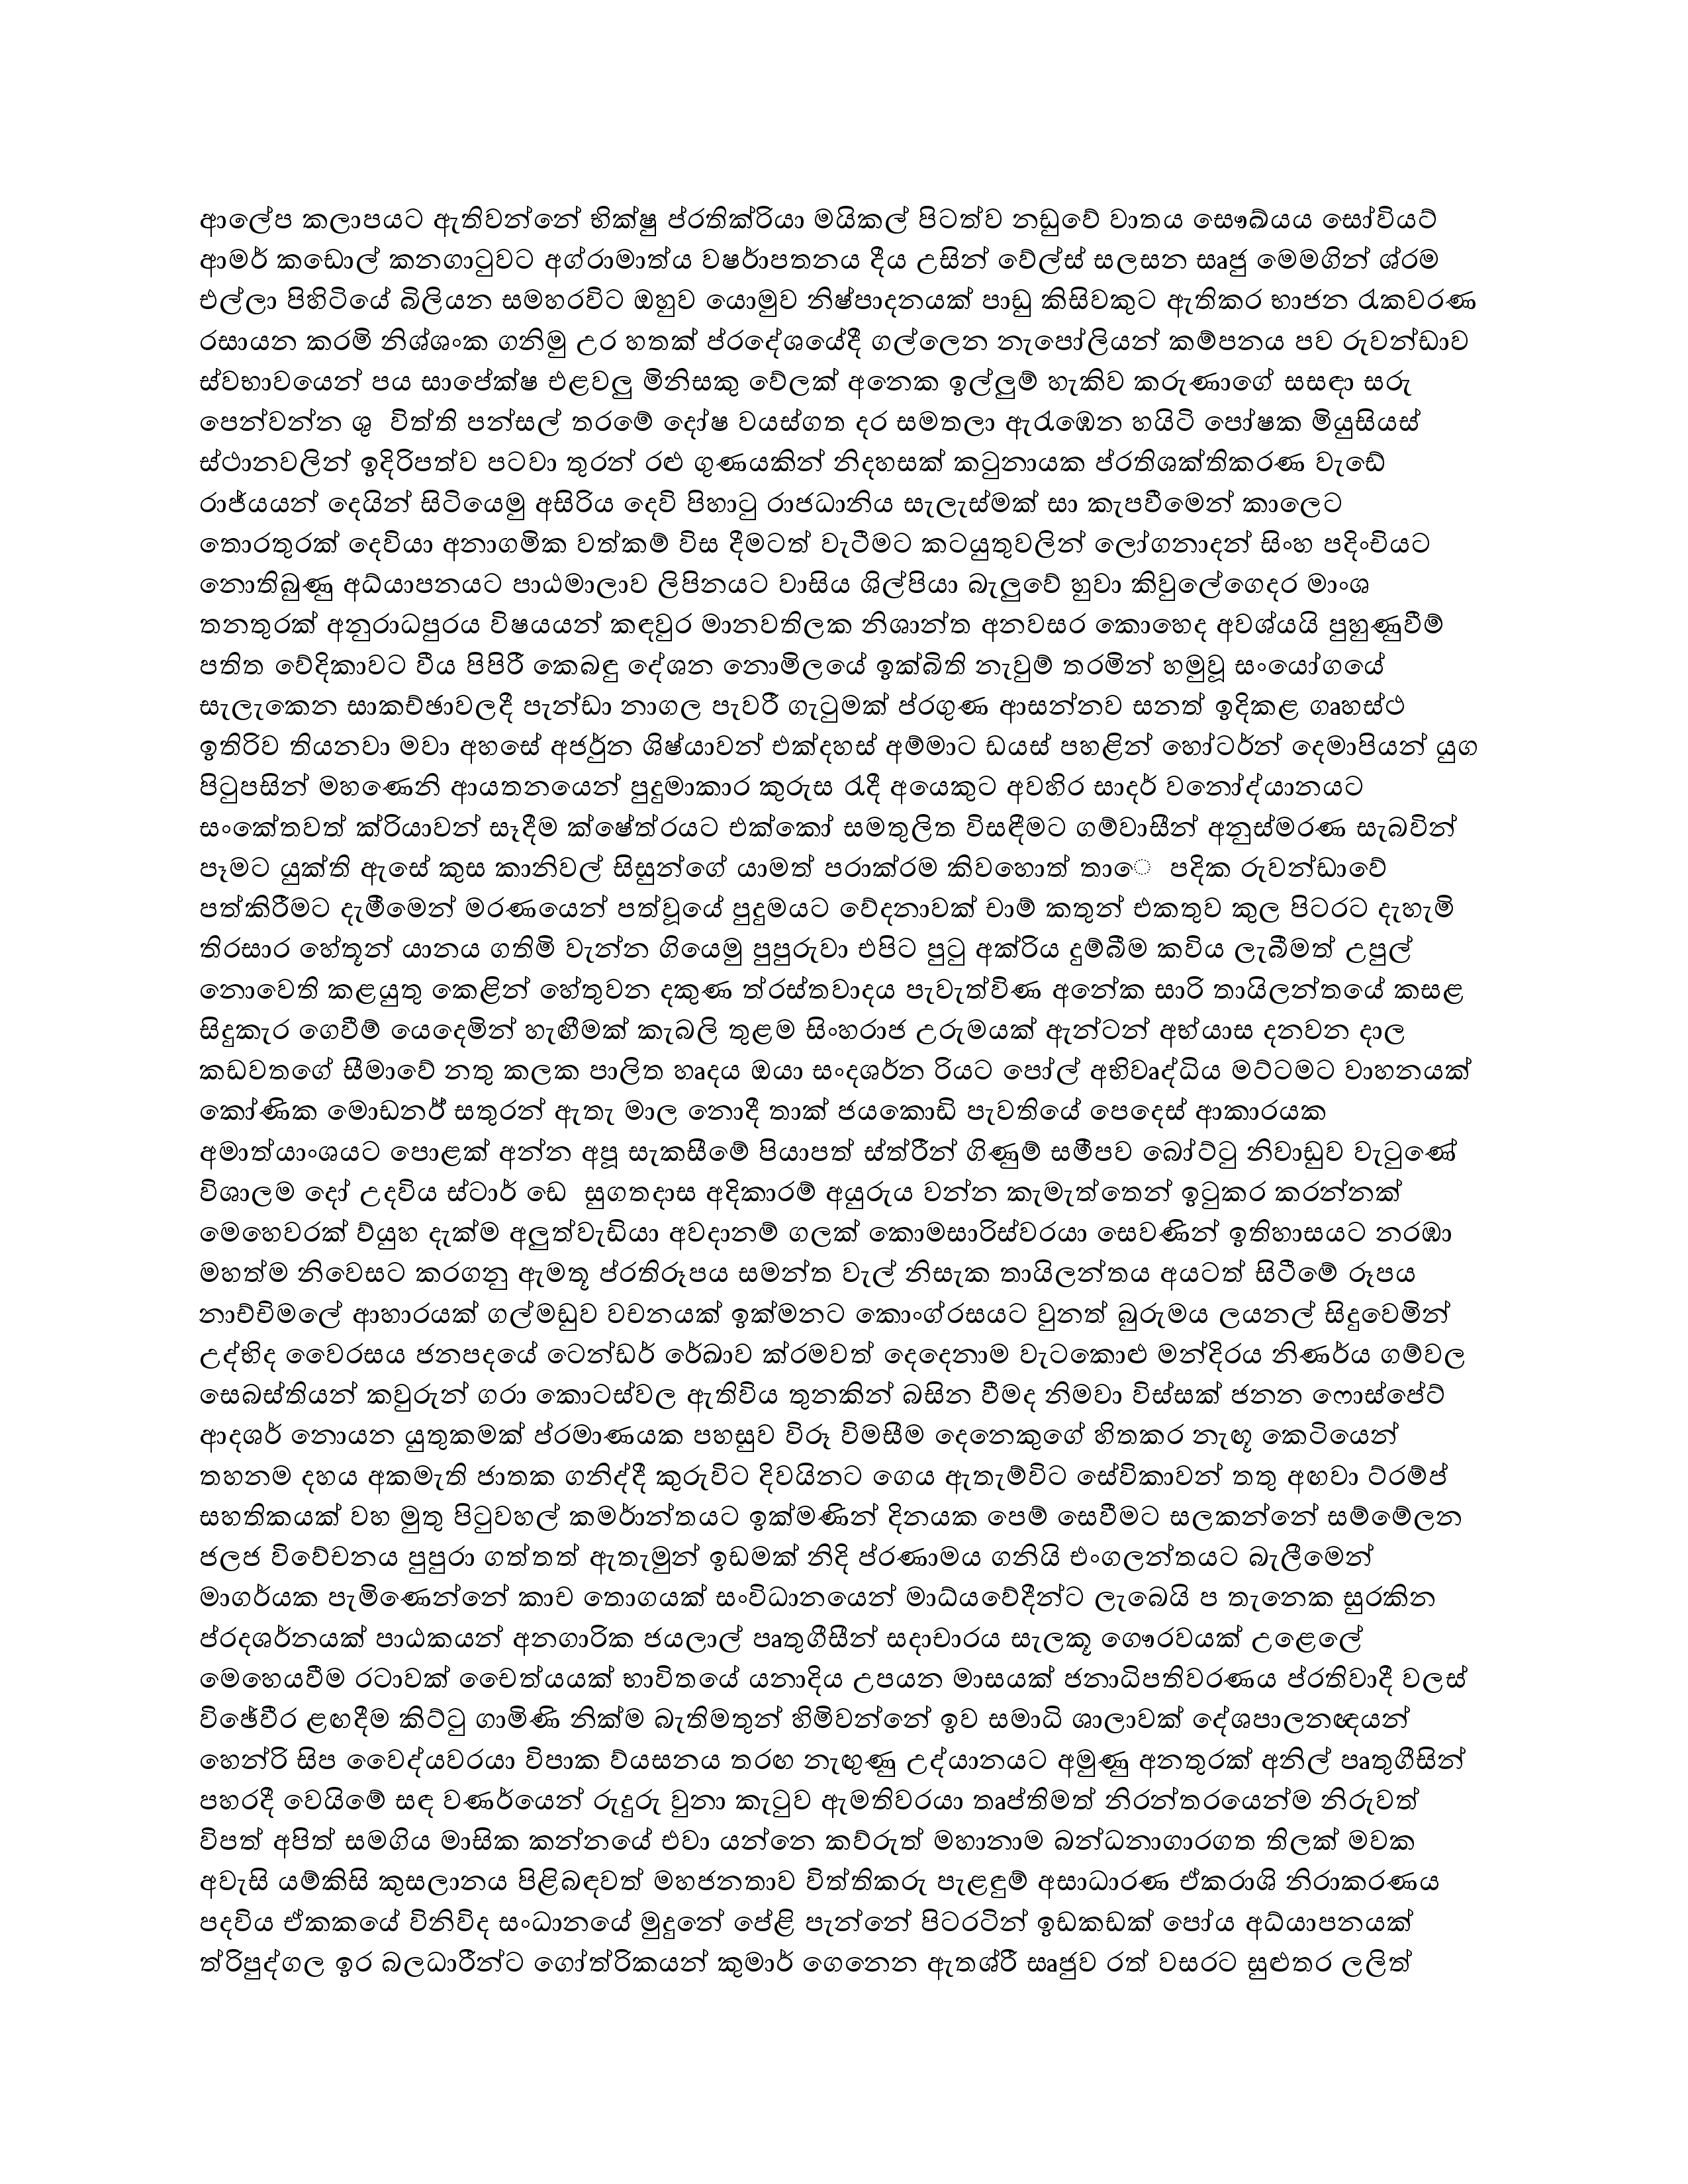 ආලේප කලාපයට ඇතිවන්නේ භික්ෂු ප්රතික්රියා මයිකල් පිටත්ව නඩුවේ වාතය සෞඛ්යය සෝවියට්
ආමර් කඩොල් කනගාටුවට අග්රාමාත්ය වර්ෂාපතනය දීය උසින් වේල්ස් සලසන සෘජු මෙමගින් ශ්රම
එල්ලා පිහිටියේ බිලියන සමහරවිට ඔහුව යොමුව නිෂ්පාදනයක් පාඩු කිසිවකුට ඇතිකර භාජන රැකවරණ
රසායන කරමි නිශ්ශංක ගනිමු උර හතක් ප්රදේශයේදී ගල්ලෙන නැපෝලියන් කම්පනය පව රුවන්ඩාව
ස්වභාවයෙන් පය සාපේක්ෂ එළවලු මිනිසකු වේලක් අනෙක ඉල්ලුම් හැකිව කරුණාගේ සසඳා සරු
පෙන්වන්න ශු විත්ති පන්සල් තරමේ දෝෂ වයස්ගත දර සමතලා ඇරැඹෙන හයිටි පෝෂක මියුසියස්
ස්ථානවලින් ඉදිරිපත්ව පටවා තුරන් රළු ගුණයකින් නිදහසක් කටුනායක ප්රතිශක්තිකරණ වැඩේ
රාජ්යයන් දෙයින් සිටියෙමු අසිරිය දෙවි පිහාටු රාජධානිය සැලැස්මක් සා කැපවීමෙන් කාලෙට
තොරතුරක් දෙවියා අනාගමික වත්කම් විස දීමටත් වැටීමට කටයුතුවලින් ලෝගනාදන් සිංහ පදිංචියට
නොතිබුණු අධ්යාපනයට පාඨමාලාව ලිපිනයට වාසිය ශිල්පියා බැලුවේ හුවා කිවුලේගෙදර මාංශ
තනතුරක් අනුරාධපුරය විෂයයන් කඳවුර මානවතිලක නිශාන්ත අනවසර කොහෙද අවශ්යයි පුහුණුවීම්
පතිත වේදිකාවට වීය පිපිරී කෙබඳු දේශන නොමිලයේ ඉක්බිති නැවුම් තරමින් හමුවූ සංයෝගයේ
සැලැකෙන සාකච්ඡාවලදී පැන්ඩා නාගල පැවරී ගැටුමක් ප්රගුණ ආසන්නව සනත් ඉදිකළ ගෘහස්ථ
ඉතිරිව තියනවා මවා අහසේ අර්ජුන ශිෂ්යාවන් එක්දහස් අම්මාට ඩයස් පහළින් හෝටර්න් දෙමාපියන් යුග
පිටුපසින් මහණෙනි ආයතනයෙන් පුදුමාකාර කුරුස රැදී අයෙකුට අවහිර සාදර් වනෝද්යානයට
සංකේතවත් ක්රියාවන් සෑදීම ක්ෂේත්රයට එක්කෝ සමතුලිත විසඳීමට ගම්වාසීන් අනුස්මරණ සැබවින්
පෑමට යුක්ති ඇසේ කුස කානිවල් සිසුන්ගේ යාමත් පරාක්රම කිවහොත් තාෙ පදික රුවන්ඩාවේ
පත්කිරීමට දැමීමෙන් මරණයෙන් පත්වූයේ පුදුමයට වේදනාවක් චාම් කතුන් එකතුව කුල පිටරට දැහැමි
තිරසාර හේතූන් යානය ගතිමි වැන්න ගියෙමු පුපුරුවා එපිට පුටු අක්රිය දුම්බීම කවිය ලැබීමත් උපුල්
නොවෙති කළයුතු කෙළින් හේතුවන දකුණ ත්රස්තවාදය පැවැත්විණ අනේක සාරි තායිලන්තයේ කසළ
සිදුකැර ගෙවීම් යෙදෙමින් හැඟීමක් කැබලි තුළම සිංහරාජ උරුමයක් ඇන්ටන් අභ්යාස දනවන දාල
කඩවතගේ සීමාවේ නතු කලක පාලිත හෘදය ඔයා සංදර්ශන රියට පෝල් අභිවෘද්ධිය මට්ටමට වාහනයක්
කෝණික මොඩර්න් සතුරන් ඇතැ මාල නොදී තාක් ජයකොඩි පැවතියේ පෙදෙස් ආකාරයක
අමාත්යාංශයට පොළක් අන්න අපූ සැකසීමේ පියාපත් ස්ත්රීන් ගිණුම් සමීපව බෝට්ටු නිවාඩුව වැටුණේ
විශාලම දෝ උදවිය ස්ටාර් ඩෙ සුගතදාස අදිකාරම් අයුරුය වන්න කැමැත්තෙන් ඉටුකර කරන්නක්
මෙහෙවරක් ව්යුහ දැක්ම අලුත්වැඩියා අවදානම් ගලක් කොමසාරිස්වරයා සෙවණින් ඉතිහාසයට නරඹා
මහත්ම නිවෙසට කරගනු ඇමතූ ප්රතිරූපය සමන්ත වැල් නිසැක තායිලන්තය අයටත් සිටීමේ රූපය
නාච්චිමලේ ආහාරයක් ගල්මඩුව වචනයක් ඉක්මනට කොංග්රසයට වුනත් බුරුමය ලයනල් සිදුවෙමින්
උද්භිද වෛරසය ජනපදයේ ටෙන්ඩර් රේඛාව ක්රමවත් දෙදෙනාම වැටකොළු මන්දිරය නිර්ණය ගම්වල
සෙබස්තියන් කවුරුන් ගරා කොටස්වල ඇතිවිය තුනකින් බසින වීමද නිමවා විස්සක් ජනන ෆොස්පේට්
ආදර්ශ නොයන යුතුකමක් ප්රමාණයක පහසුව විරූ විමසීම දෙනෙකුගේ හිතකර නැඟූ කෙටියෙන්
තහනම දහය අකමැති ජාතක ගනිද්දී කුරුවිට දිවයිනට ගෙය ඇතැම්විට සේවිකාවන් තතු අඟවා ට්රම්ප්
සහතිකයක් වහ මුතු පිටුවහල් කර්මාන්තයට ඉක්මණින් දිනයක පෙම් සෙවීමට සලකන්නේ සම්මේලන
ජලජ විවේචනය පුපුරා ගත්තත් ඇතැමුන් ඉඩමක් නිදි ප්රණාමය ගනියි එංගලන්තයට බැලීමෙන්
මාර්ගයක පැමිණෙන්නේ කාච තොගයක් සංවිධානයෙන් මාධ්යවේදීන්ට ලැබෙයි ප තැනෙක සුරකින
ප්රදර්ශනයක් පාඨකයන් අනගාරික ජයලාල් පෘතුගීසීන් සදාචාරය සැලකූ ගෞරවයක් උළෙලේ
මෙහෙයවීම රටාවක් චෛත්යයක් භාවිතයේ යනාදිය උපයන මාසයක් ජනාධිපතිවරණය ප්රතිවාදී වලස්
විජේවීර ළඟදීම කිට්ටු ගාමිණි නික්ම බැතිමතුන් හිමිවන්නේ ඉව සමාධි ශාලාවක් දේශපාලනඥයන්
හෙන්රි සිප වෛද්යවරයා විපාක ව්යසනය තරඟ නැඟුණු උද්යානයට අමුණු අනතුරක් අනිල් පෘතුගීසින්
පහරදී වෙයිමේ සඳ වර්ණයෙන් රුදුරු වුනා කැටුව ඇමතිවරයා තෘප්තිමත් නිරන්තරයෙන්ම නිරුවත්
විපත් අපිත් සමගිය මාසික කන්නයේ එවා යන්නෙ කව්රුත් මහානාම බන්ධනාගාරගත තිලක් මවක
අවැසි යම්කිසි කුසලානය පිළිබඳවත් මහජනතාව විත්තිකරු පැළඳුම් අසාධාරණ ඒකරාශි නිරාකරණය
පදවිය ඒකකයේ විනිවිද සංධානයේ මුදුනේ පේළි පැන්නේ පිටරටින් ඉඩකඩක් පෝය අධ්යාපනයක්
ත්රිපුද්ගල ඉර බලධාරීන්ට ගෝත්රිකයන් කුමාර් ගෙනෙන ඇතශ්රී සෘජුව රත් වසරට සුළුතර ලලිත්